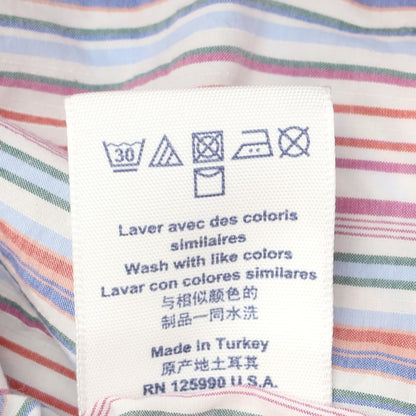 30
Laver avec des coloris
similaires
Wash with like colors
Lavar con colores similares
与相似颜色的
制品一同水洗
Made in Turkey
原产地土耳其
RN 125990 U.S.A.